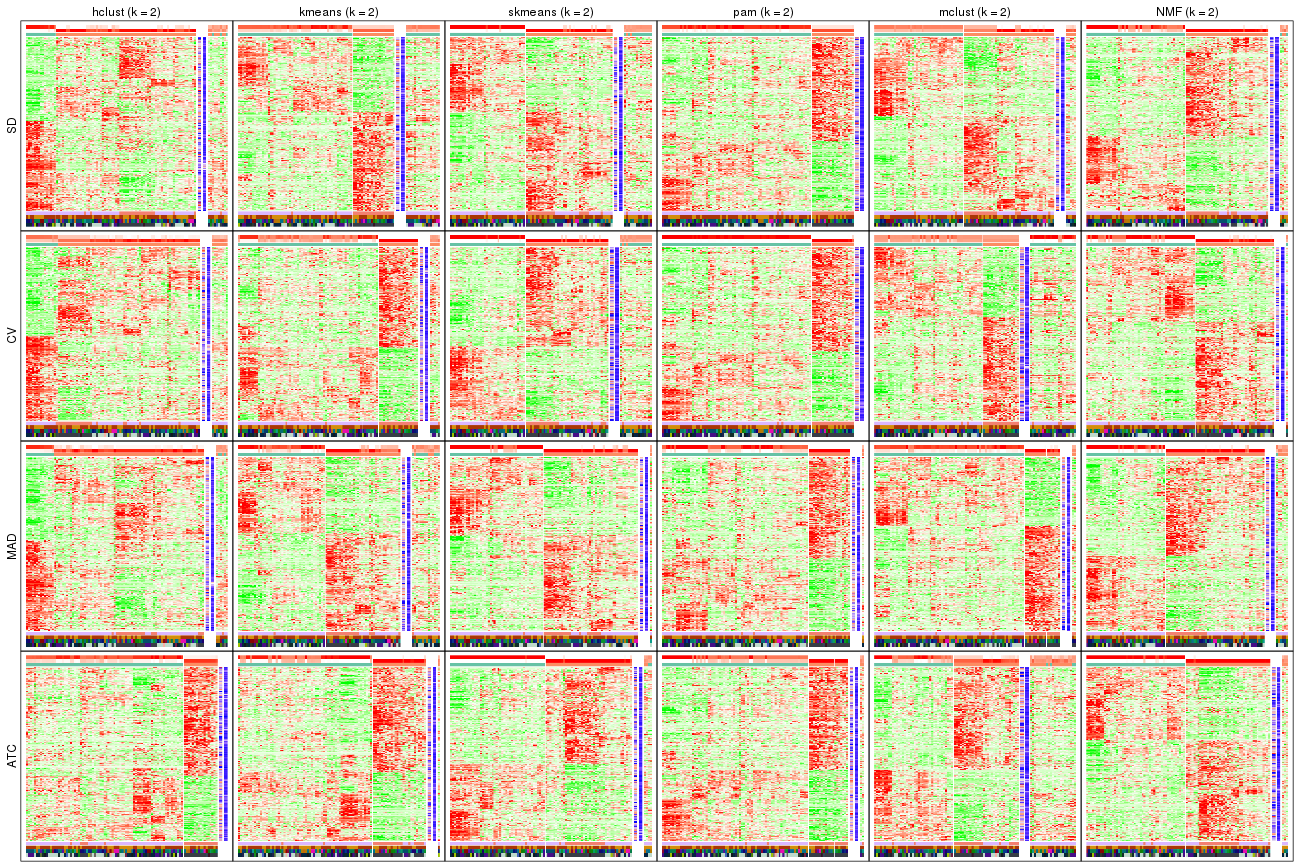 hclust (k = 2) kmeans (k = 2) skmeans (k = 2) pam (k = 2) mclust (k = 2) NMF (k = 2)
SD
CV
MAD
ATC